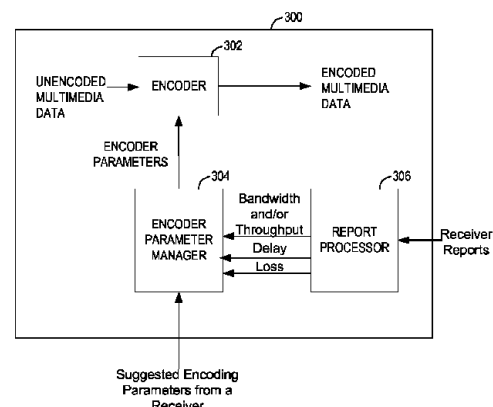 300
302
UNENCODED
MULTIMEDIA
DATA
ENCODER
ENCODED
MULTIMEDIA
DATA
ENCODER
PARAMETERS
304
306
Bandwidth
and/or
Throughput
Delay
Loss
ENCODER
PARAMETER
MANAGER
REPORT
PROCESSOR
Receiver
Reports
Suggested Encoding
Parameters from a
Receiver